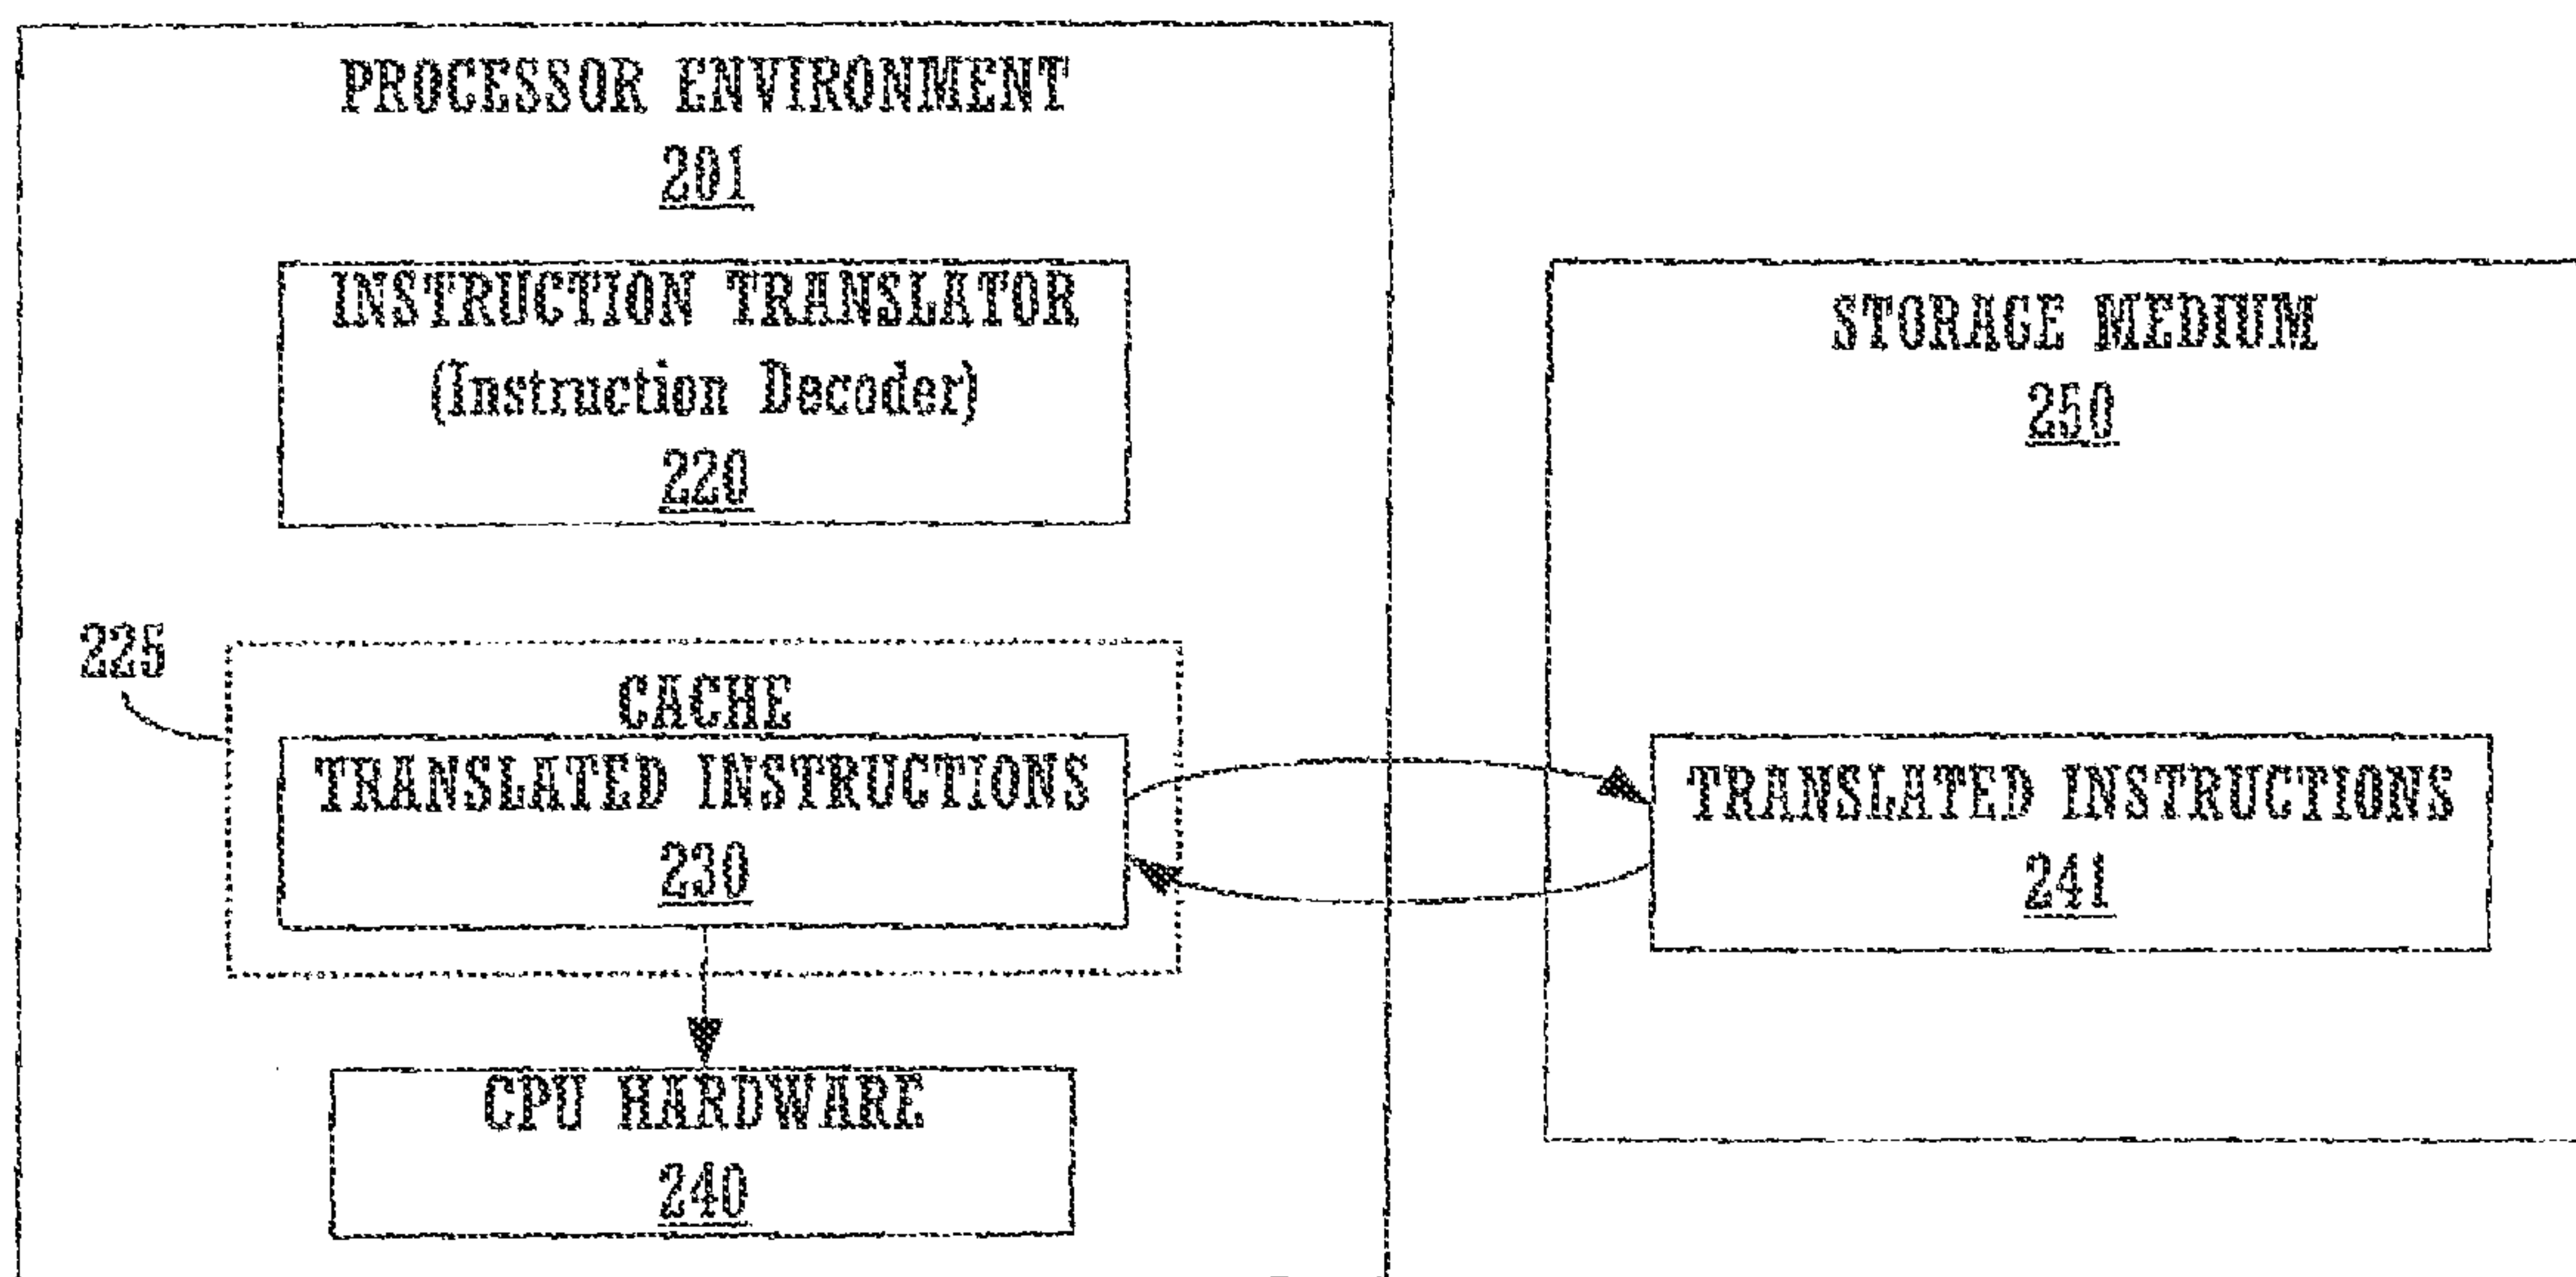 PROCESSOR ENVIRONMENT
201
INSTRUCTION TRANSLATOR
(Instruction Decoder)
220
225
CACHE
TRANSLATED INSTRUCTIONS
230
CPU HARDWARE
240
STORAGE MEDIUM
250
TRANSLATED INSTRUCTIONS
241